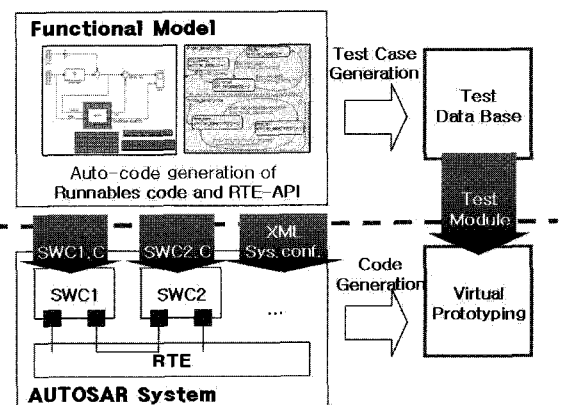 Functional Model
Auto-code generation of
Runnables code and RTE-API
Test Case
Generation
Test
Data Base
Test
Module
SWC1.C
SWC2.C
XML
Sys.conf.
SWC1
SWC2
...
RTE
AUTOSAR System
Code
Generation
Virtual
Prototyping